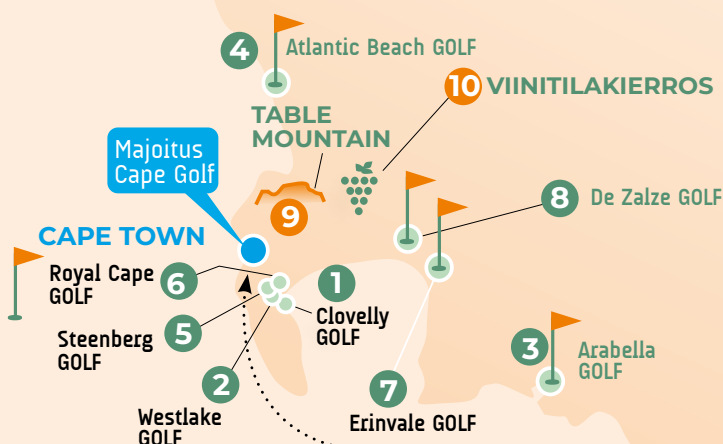 4
Atlantic Beach GOLF
10
VIINITILAKIERROS
TABLE
MOUNTAIN
Majoitus
Cape Golf
8
De Zalze GOLF
9
CAPE TOWN
Royal Cape
GOLF
6
1
Clovelly
GOLF
Steenberg
GOLF
5
3
Arabella
GOLF
2
Westlake
GOLF
7
Erinvale GOLF